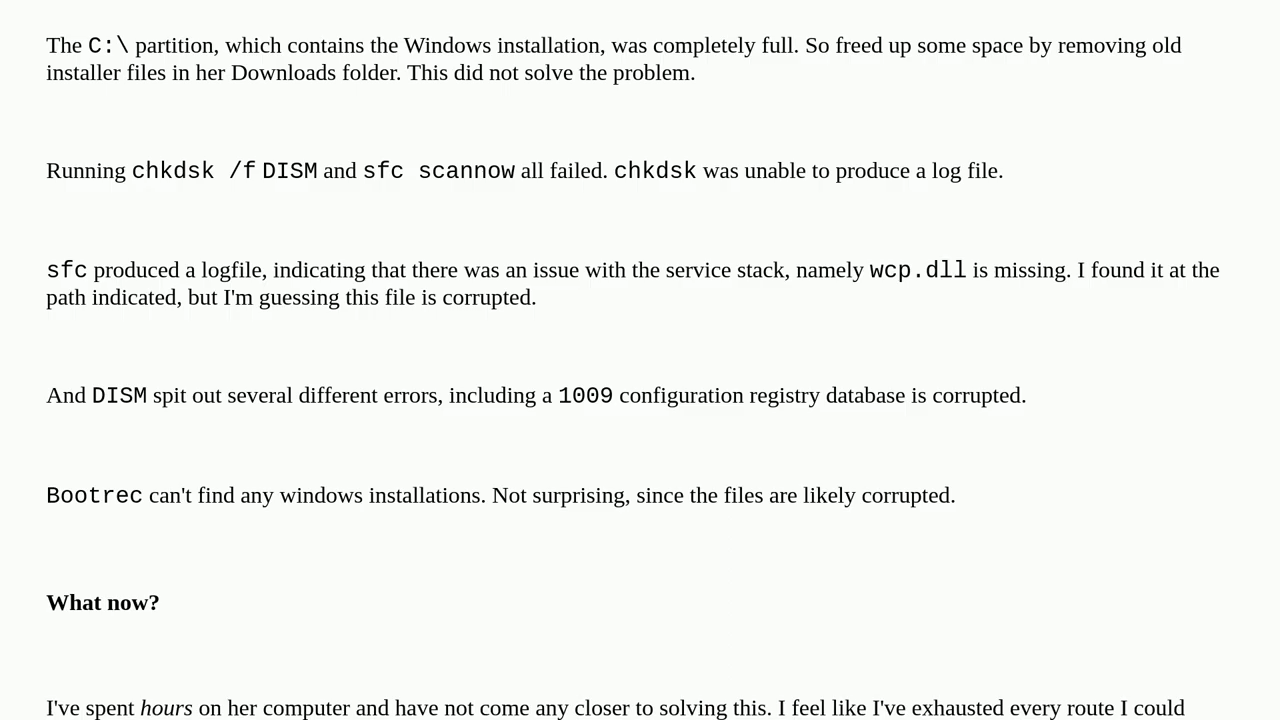 The C:\ partition, which contains the Windows installation, was completely full. So freed up some space by removing old
installer files in her Downloads folder. This did not solve the problem.
Running chkdsk /f DISM and sfc scannow all failed. chkdsk was unable to produce a log file.
sfc produced a logfile, indicating that there was an issue with the service stack, namely wcp.dll is missing. I found it at the
path indicated, but I'm guessing this file is corrupted.
And DISM spit out several different errors, including a 1009 configuration registry database is corrupted.
Bootrec can't find any windows installations. Not surprising, since the files are likely corrupted.
What now?
I've spent hours on her computer and have not come any closer to solving this. I feel like I've exhausted every route I could